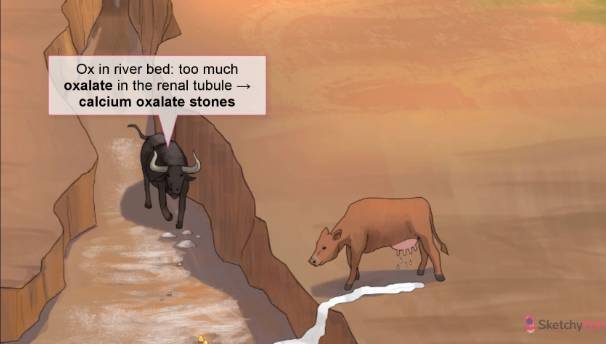 Ox in river bed: too much
oxalate in the renal tubule →
calcium oxalate stones
Sketchy